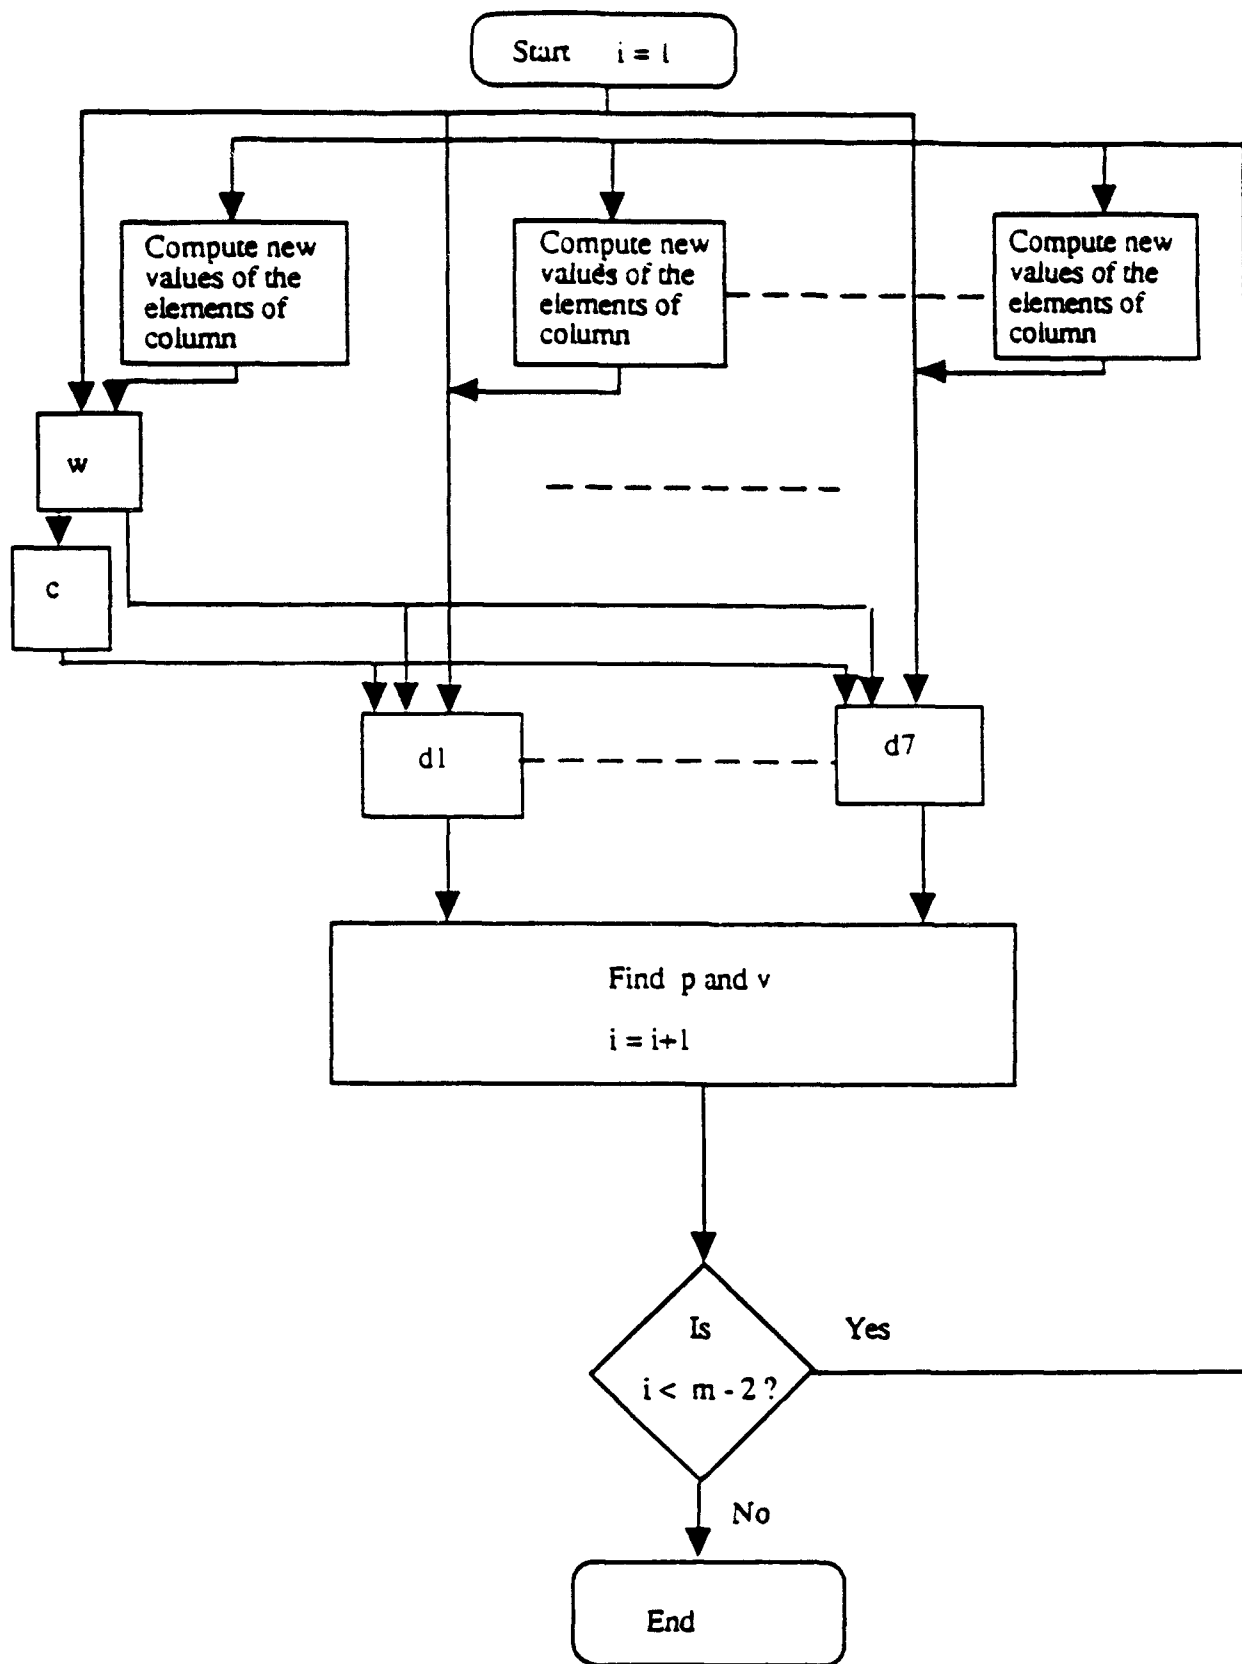 Start i = 1
Compute new
values of the
elements of
column
Compute new
values of the
elements of
column
Compute new
values of the
elements of
column
w
c
d1
d7
Find p and v
i = i+1
Is
i < m - 2 ?
Yes
No
End